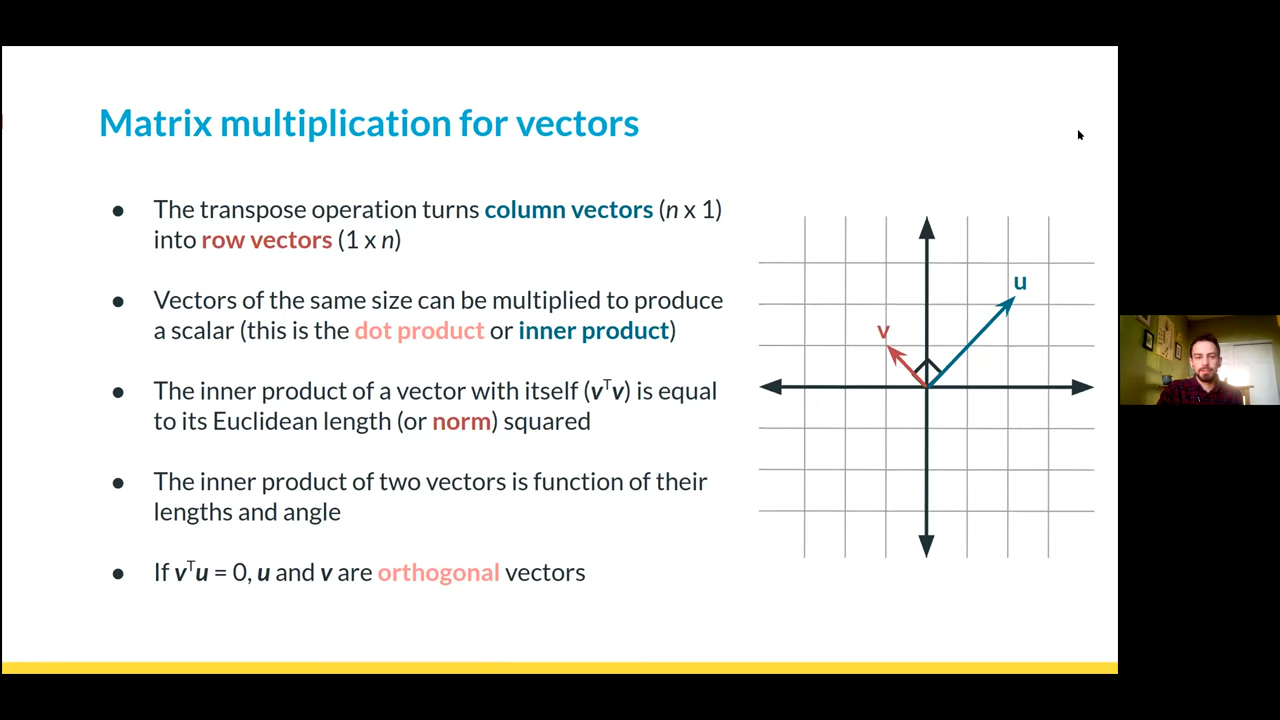 Matrix multiplication for vectors
● The transpose operation turns column vectors (n x 1)
into row vectors (1 x n)
● Vectors of the same size can be multiplied to produce
a scalar (this is the dot product or inner product)
● The inner product of a vector with itself (vᵀv) is equal
to its Euclidean length (or norm) squared
● The inner product of two vectors is function of their
lengths and angle
● If vᵀu = 0, u and v are orthogonal vectors
u
v